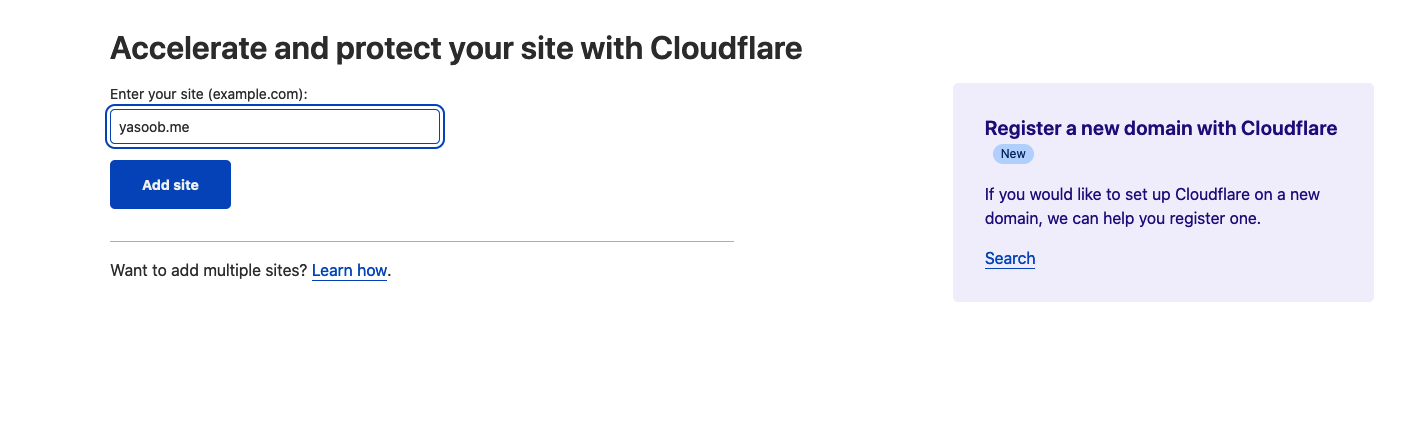 Accelerate and protect your site with Cloudflare
Enter your site (example.com):
yasoob.me
Add site
Want to add multiple sites? Learn how.
Register a new domain with Cloudflare
New
If you would like to set up Cloudflare on a new
domain, we can help you register one.
Search